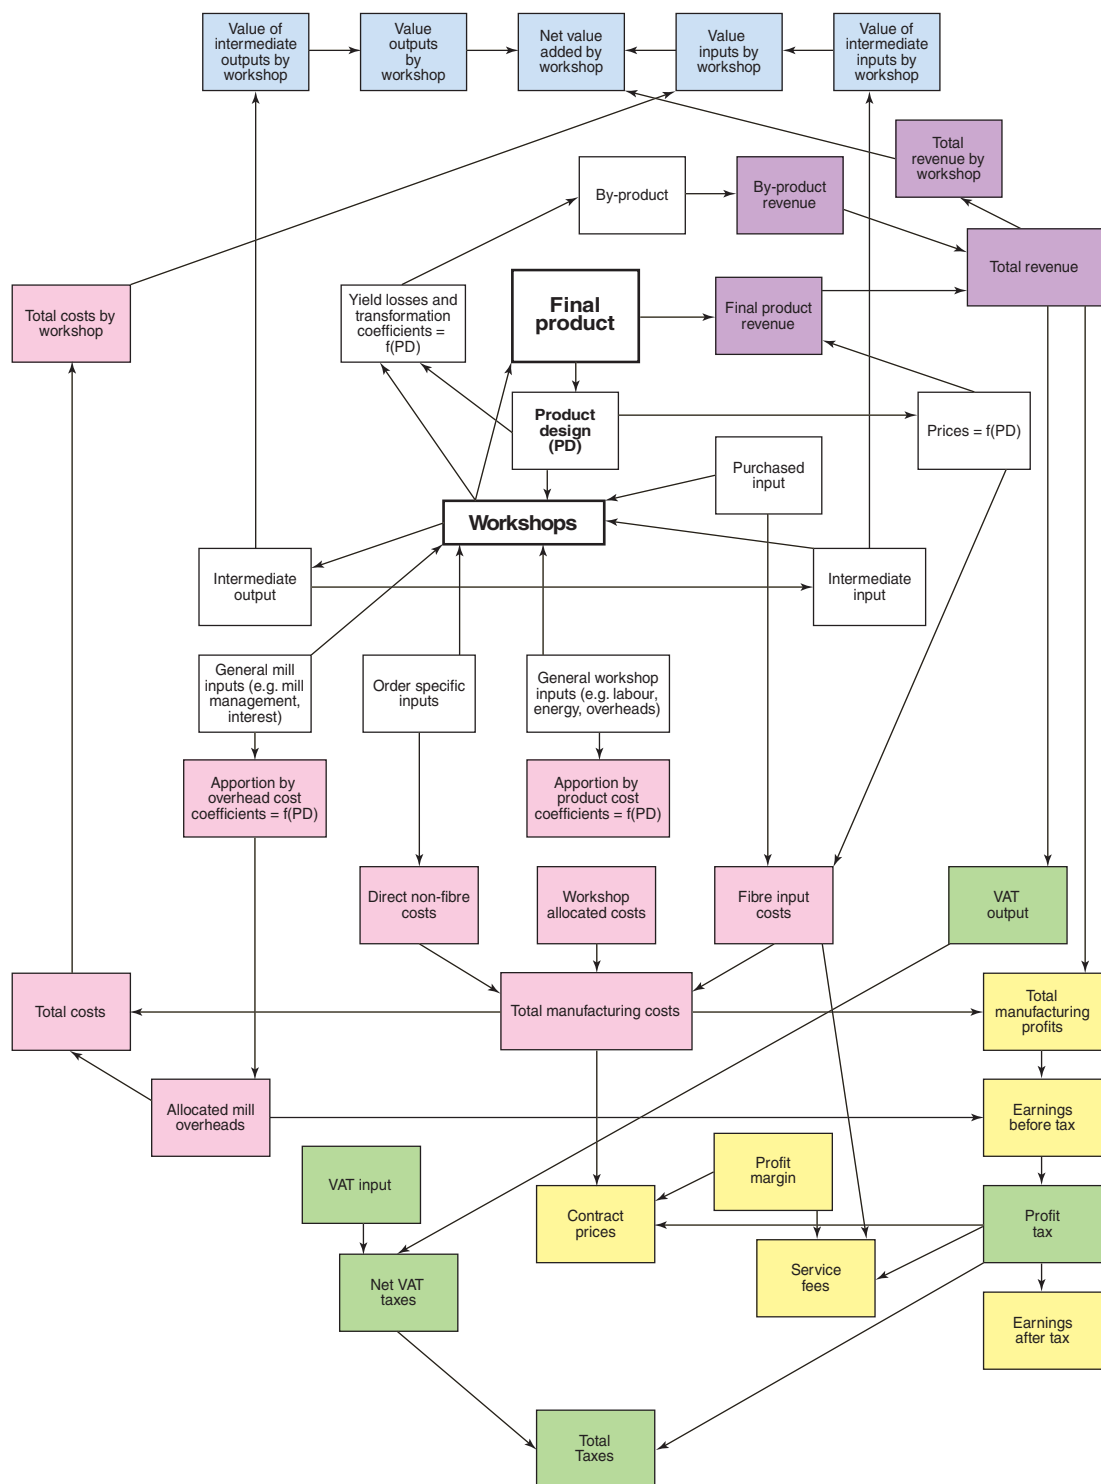 Value of
intermediate
outputs by
workshop
Value
outputs
by
workshop
Net value
added by
workshop
Value
inputs by
workshop
Value of
intermediate
inputs by
workshop
Total
revenue by
workshop
By-product
By-product
revenue
Total revenue
Total costs by
workshop
Yield losses and
transformation
coefficients =
f(PD)
Final
product
Final product
revenue
Product
design
(PD)
Prices = f(PD)
Purchased
input
Workshops
Intermediate
output
Intermediate
input
General mill
inputs (e.g. mill
management,
interest)
Order specific
inputs
General workshop
inputs (e.g. labour,
energy, overheads)
Apportion by
overhead cost
coefficients = f(PD)
Apportion by
product cost
coefficients = f(PD)
Direct non-fibre
costs
Workshop
allocated costs
Fibre input
costs
VAT
output
Total costs
Total manufacturing costs
Total
manufacturing
profits
Allocated mill
overheads
Earnings
before tax
VAT input
Profit
margin
Contract
prices
Profit
tax
Net VAT
taxes
Service
fees
Earnings
after tax
Total
Taxes